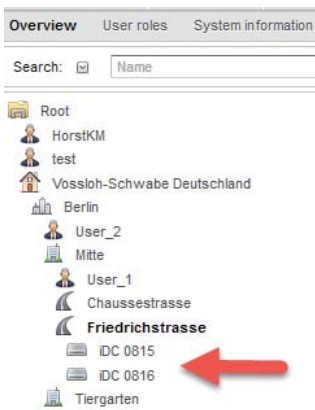 Overview User roles System information
Search: Name
Root
HorstKM
test
Vossloh-Schwabe Deutschland
Berlin
User_2
Mitte
User_1
Chaussestrasse
Friedrichstrasse
iDC 0815
iDC 0816
Tiergarten